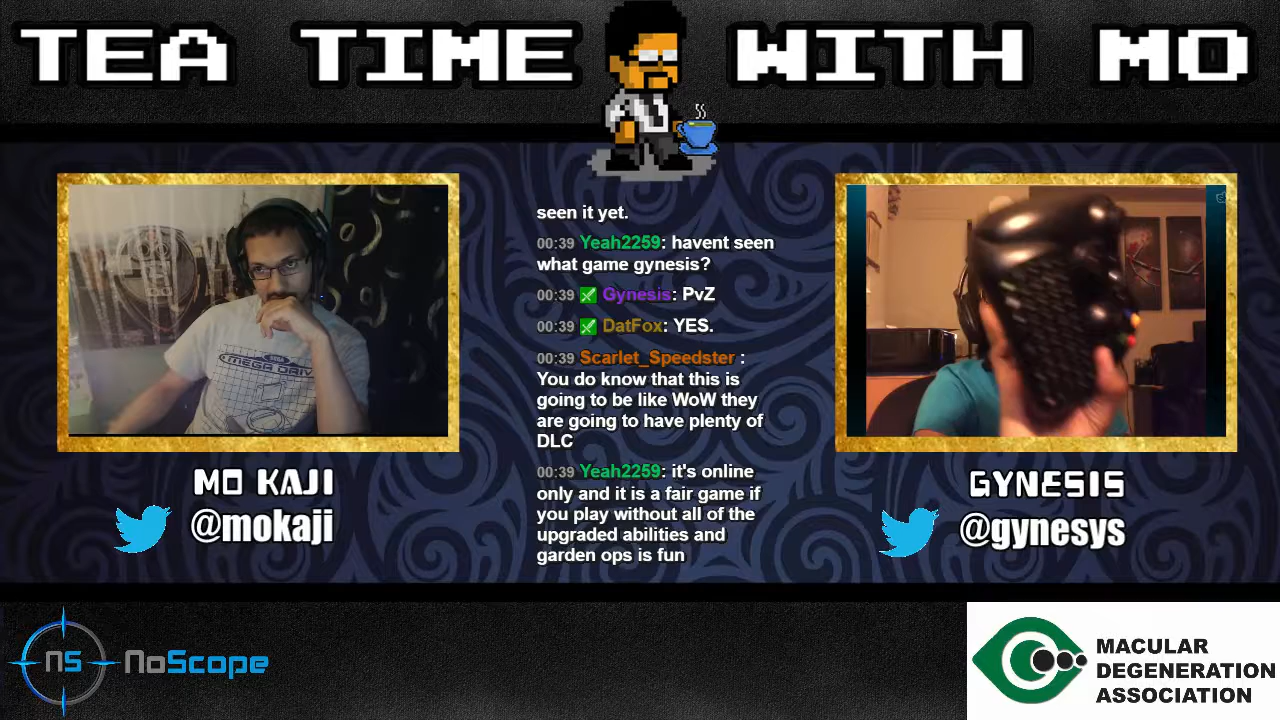 TEA TIME WITH MO
seen it yet.
00:39 Yeah2259: havent seen
what game gynesis?
00:39 Gynesis: PvZ
00:39 DatFox: YES.
00:39 Scarlet_Speedster :
You do know that this is
going to be like WoW they
are going to have plenty of
DLC
00:39 Yeah2259: it's online
only and it is a fair game if
you play without all of the
upgraded abilities and
garden ops is fun
SEGA
MEGA DRIVE
MO KAJI
@mokaji
GYNESIS
@gynesys
NS NoScope
MACULAR
DEGENERATION
ASSOCIATION